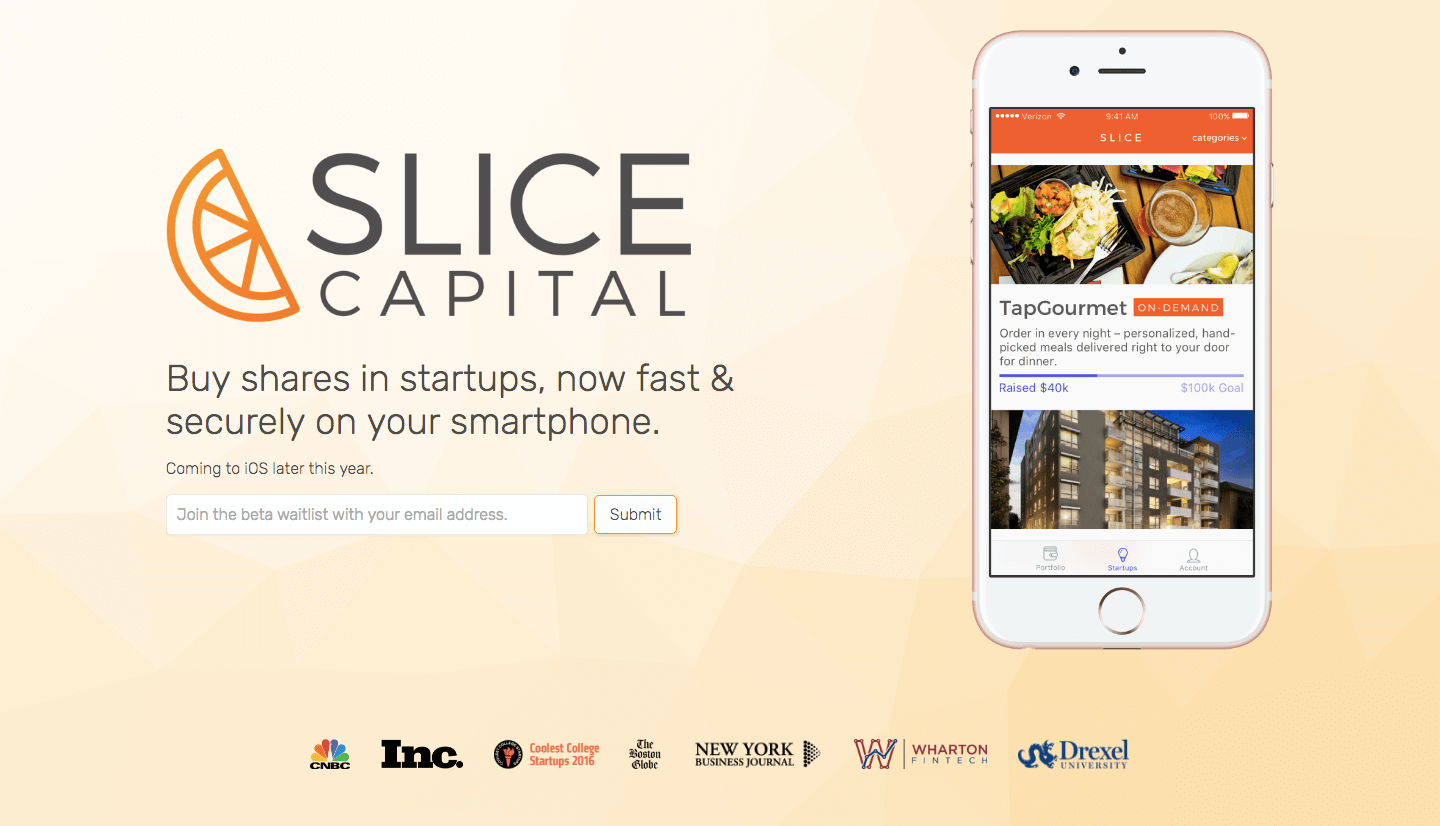 SLICE
CAPITAL
Buy shares in startups, now fast &
securely on your smartphone.
Coming to iOS later this year.
Join the beta waitlist with your email address.
Submit
Verizon
9:41 AM
100%
SLICE
categories
TapGourmet
ON-DEMAND
Order in every night – personalized, hand-
picked meals delivered right to your door
for dinner.
Raised $40k
$100k Goal
Portfolio
Startups
Account
CNBC
Inc.
Coolest College
Startups 2016
The
Boston
Globe
NEW YORK
BUSINESS JOURNAL
WHARTON
FINTECH
Drexel
UNIVERSITY